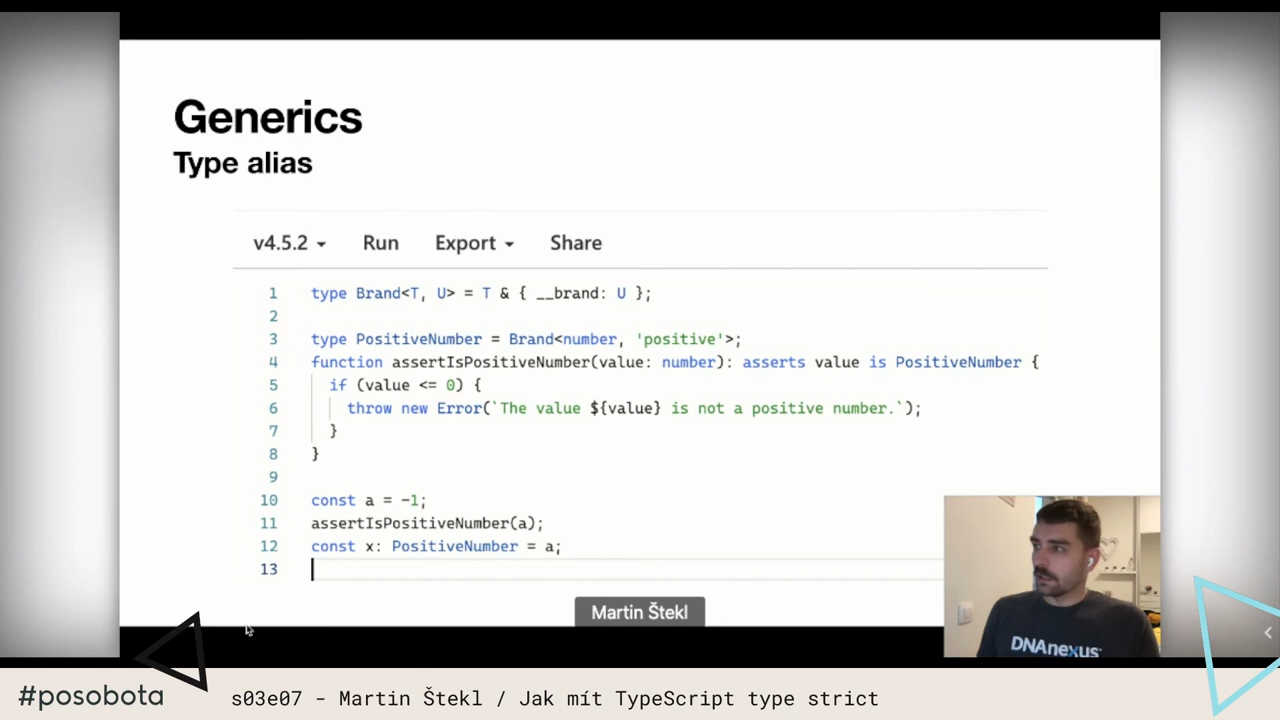 Generics
Type alias
v4.5.2 Run Export Share
1 type Brand<T, U> = T & { __brand: U };
2
3 type PositiveNumber = Brand<number, 'positive'>;
4 function assertIsPositiveNumber(value: number): asserts value is PositiveNumber {
5 if (value <= 0) {
6 throw new Error(`The value ${value} is not a positive number.`);
7 }
8 }
9
10 const a = -1;
11 assertIsPositiveNumber(a);
12 const x: PositiveNumber = a;
13
Martin Štekl
DNAnexus
#posobota s03e07 - Martin Štekl / Jak mít TypeScript type strict